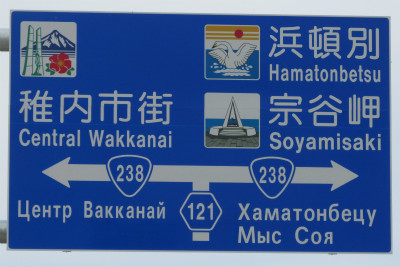 浜頓別
Hamatonbetsu
稚内市街
Central Wakkanai
宗谷岬
Soyamisaki
238
238
121
Центр Вакканай
Хаматонбецу
Мыс Соя